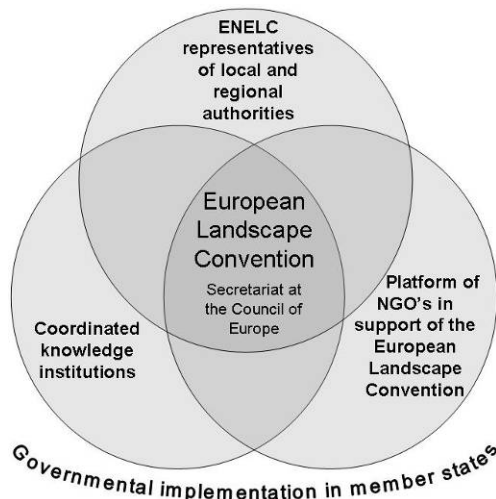 ENELC
representatives
of local and
regional
authorities
European
Landscape
Convention
Secretariat at
the Council of
Europe
Coordinated
knowledge
institutions
Platform of
NGO's in
support of the
European
Landscape
Convention
Governmental implementation in member states